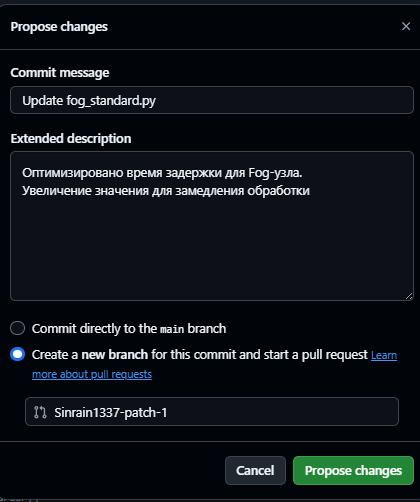 Propose changes
Commit message
Update fog_standard.py
Extended description
Оптимизировано время задержки для Fog-узла.
Увеличение значения для замедления обработки
Commit directly to the main branch
Create a new branch for this commit and start a pull request Learn
more about pull requests
Sinrain1337-patch-1
Cancel Propose changes